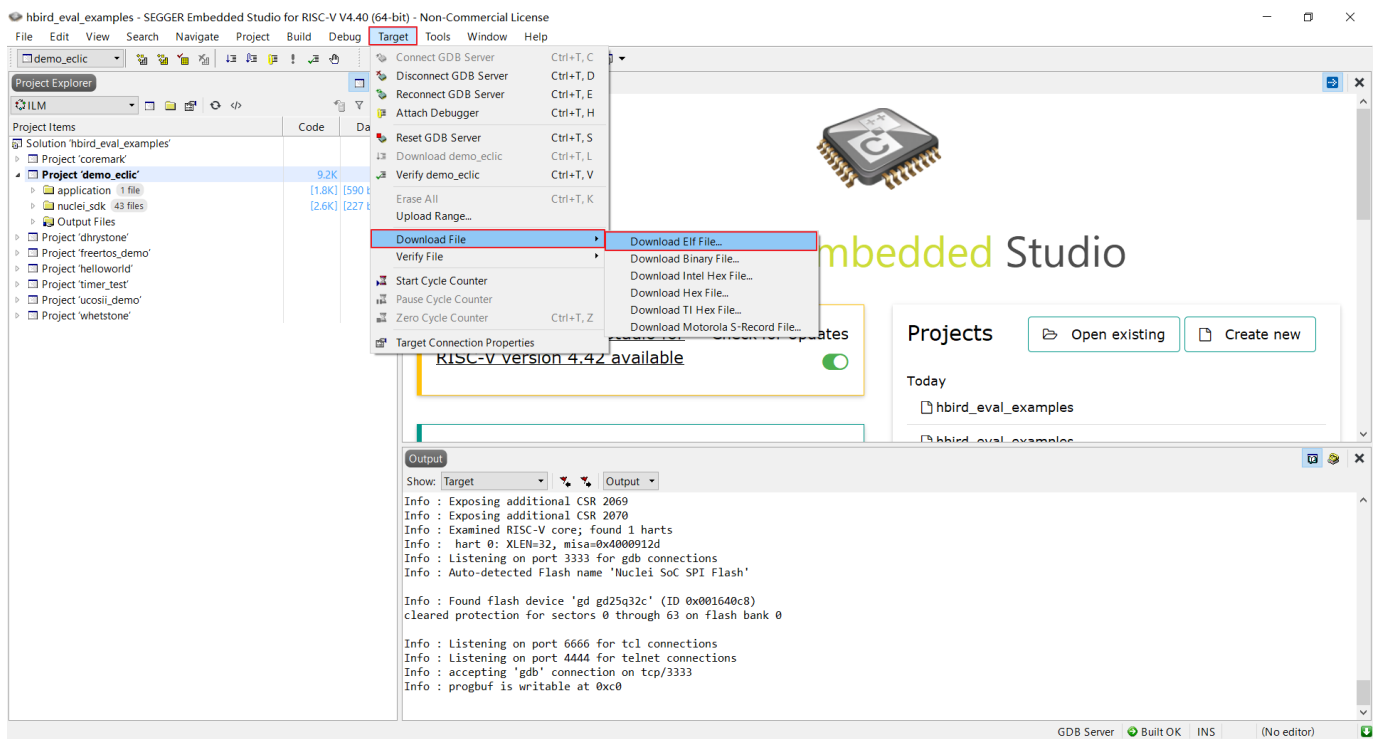 hbird_eval_examples - SEGGER Embedded Studio for RISC-V V4.40 (64-bit) - Non-Commercial License
File Edit View Search Navigate Project Build Debug Target Tools Window Help
demo_eclic
Project Explorer
ILM
Project Items Code Da
Solution 'hbird_eval_examples'
Project 'coremark'
Project 'demo_eclic' 9.2K
application 1 file [1.8K] [590 b
nuclei_sdk 43 files [2.6K] [227 b
Output Files
Project 'dhrystone'
Project 'freertos_demo'
Project 'helloworld'
Project 'timer_test'
Project 'ucosii_demo'
Project 'whetstone'
Connect GDB Server Ctrl+T, C
Disconnect GDB Server Ctrl+T, D
Reconnect GDB Server Ctrl+T, E
Attach Debugger Ctrl+T, H
Reset GDB Server Ctrl+T, S
Download demo_eclic Ctrl+T, L
Verify demo_eclic Ctrl+T, V
Erase All Ctrl+T, K
Upload Range...
Download File
Verify File
Start Cycle Counter
Pause Cycle Counter
Zero Cycle Counter Ctrl+T, Z
Target Connection Properties
Download Elf File...
Download Binary File...
Download Intel Hex File...
Download Hex File...
Download TI Hex File...
Download Motorola S-Record File...
C
mbedded Studio
RISC-V Version 4.42 available
Projects Open existing Create new
Today
hbird_eval_examples
hbird_eval_examples
Output
Show: Target Output
Info : Exposing additional CSR 2069
Info : Exposing additional CSR 2070
Info : Examined RISC-V core; found 1 harts
Info :  hart 0: XLEN=32, misa=0x4000912d
Info : Listening on port 3333 for gdb connections
Info : Auto-detected Flash name 'Nuclei SoC SPI Flash'
Info : Found flash device 'gd gd25q32c' (ID 0x001640c8)
cleared protection for sectors 0 through 63 on flash bank 0
Info : Listening on port 6666 for tcl connections
Info : Listening on port 4444 for telnet connections
Info : accepting 'gdb' connection on tcp/3333
Info : progbuf is writable at 0xc0
GDB Server Built OK INS (No editor)